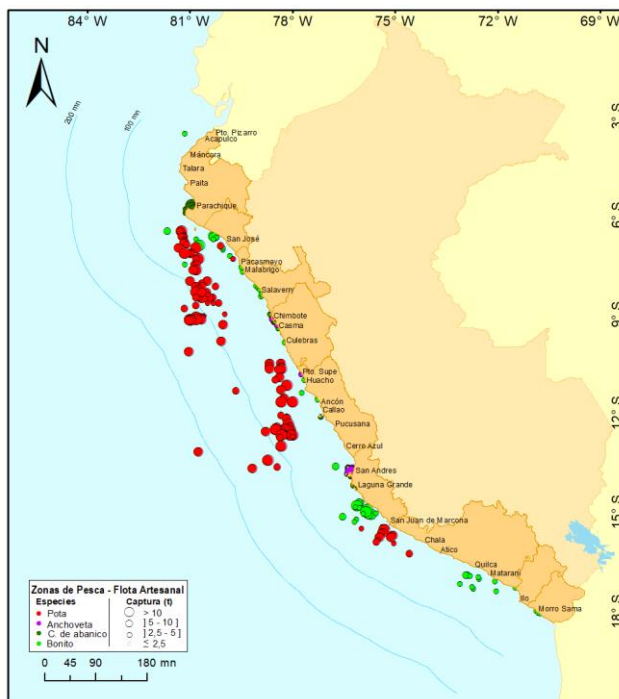 84° W 81° W 78° W 75° W 72° W 69° W
N
200 mn
100 mn
3° S
6° S
9° S
12° S
15° S
18° S
Pto. Pizarro
Acapulco
Máncora
Talara
Paita
Parachique
San José
Pacasmayo
Malabrigo
Salaverry
Chimbote
Casma
Culebras
Pto. Supe
Huacho
Ancón
Callao
Pucusana
Cerro Azul
San Andres
Laguna Grande
San Juan de Marcona
Chala
Atico
Quilca
Matarani
Ilo
Morro Sama
Zonas de Pesca - Flota Artesanal
Especies Captura (t)
Pota > 10
Anchoveta ] 5 - 10 ]
C. de abanico ] 2,5 - 5 ]
Bonito ≤ 2,5
0 45 90 180 mn